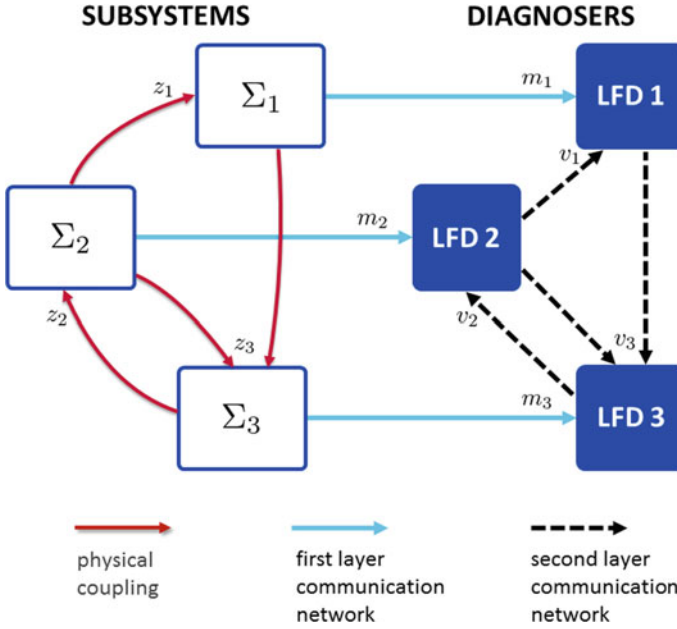 SUBSYSTEMS
DIAGNOSERS
z₁
Σ₁
m₁
LFD 1
v₁
Σ₂
m₂
LFD 2
z₂
z₃
v₂
v₃
Σ₃
m₃
LFD 3
physical
coupling
first layer
communication
network
second layer
communication
network